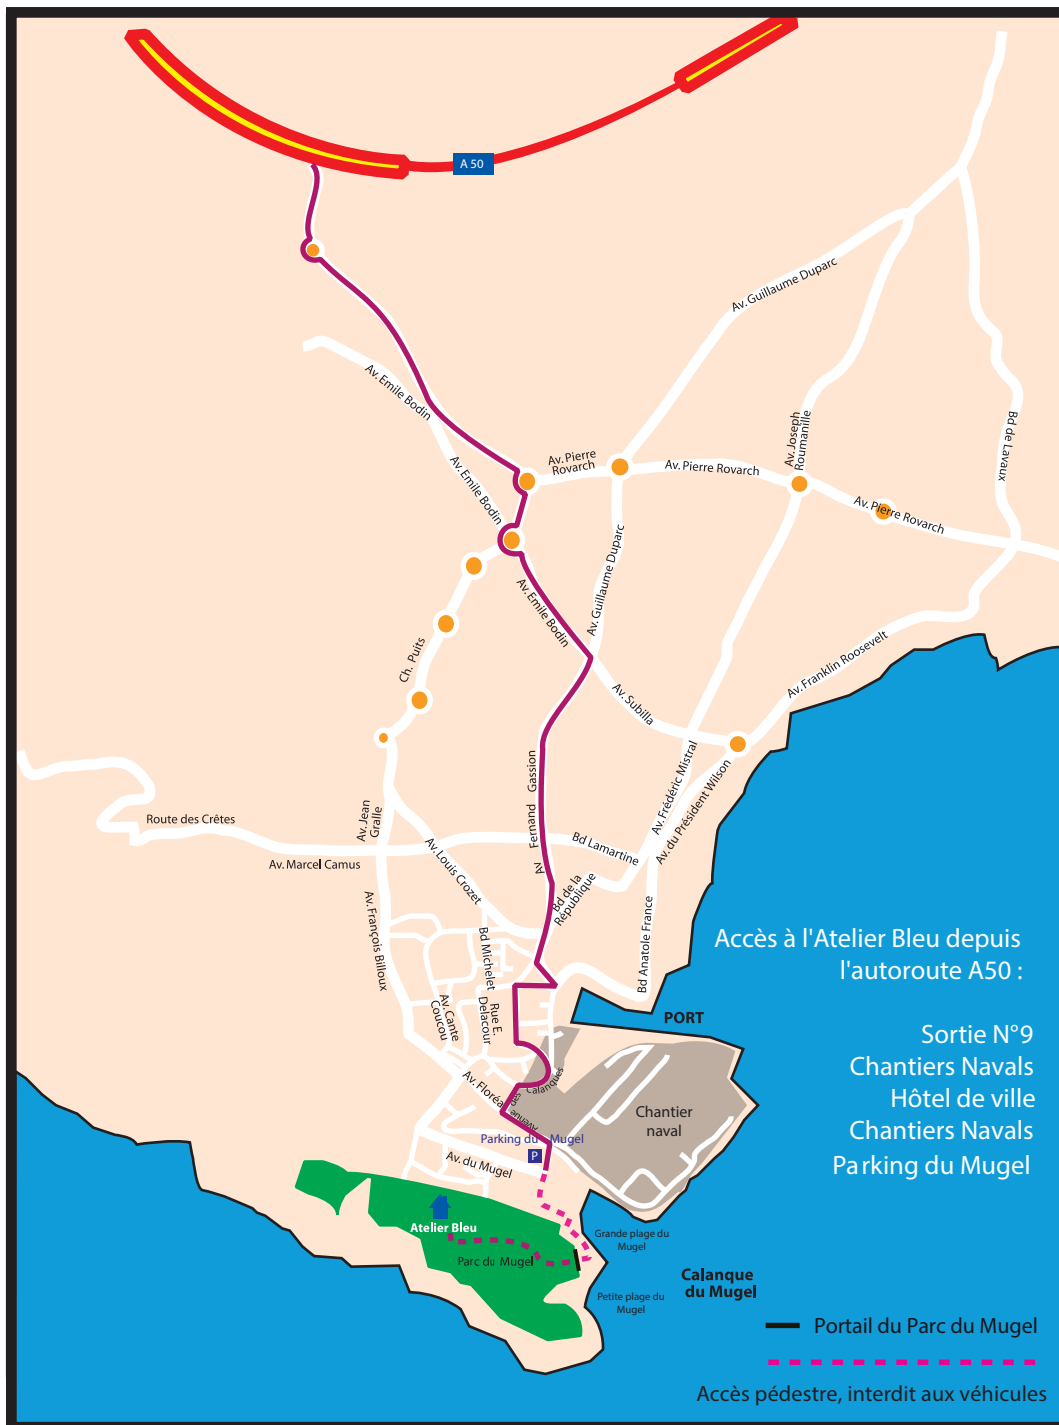 A 50
Av. Guillaume Duparc
Av. Emile Bodin
Av. Joseph
Roumanille
Bd de Lavaux
Av. Pierre
Rovarch
Av. Pierre Rovarch
Av. Emile Bodin
Av. Pierre Rovarch
Av. Guillaume Duparc
Av. Emile Bodin
Ch. Puits
Av. Franklin Roosevelt
Av. Subilla
Av. Frédéric Mistral
Av. du Président Wilson
Av Fernand Gassion
Route des Crêtes
Av. Jean
Gralle
Av. Marcel Camus
Av. Louis Crozet
Bd Lamartine
Bd de la
République
Av. François Billoux
Bd Michelet
Bd Anatole France
Accès à l'Atelier Bleu depuis
l'autoroute A50 :
Av. Cante
Coucou
Rue E.
Delacour
PORT
Sortie N°9
Chantiers Navals
Hôtel de ville
Chantiers Navals
Parking du Mugel
Av. Floréal
Avenue des Calanques
Chantier
naval
Parking du Mugel
P
Av. du Mugel
Atelier Bleu
Parc du Mugel
Grande plage du
Mugel
Calanque
du Mugel
Petite plage du
Mugel
Portail du Parc du Mugel
Accès pédestre, interdit aux véhicules